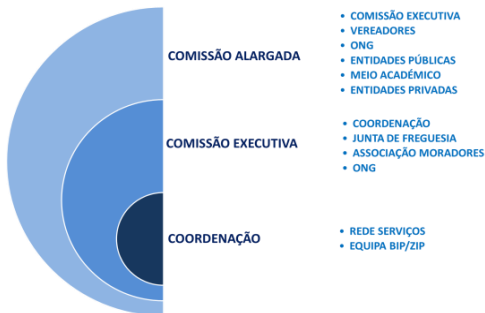 COMISSÃO ALARGADA
• COMISSÃO EXECUTIVA
• VEREADORES
• ONG
• ENTIDADES PÚBLICAS
• MEIO ACADÉMICO
• ENTIDADES PRIVADAS
COMISSÃO EXECUTIVA
• COORDENAÇÃO
• JUNTA DE FREGUESIA
• ASSOCIAÇÃO MORADORES
• ONG
COORDENAÇÃO
• REDE SERVIÇOS
• EQUIPA BIP/ZIP